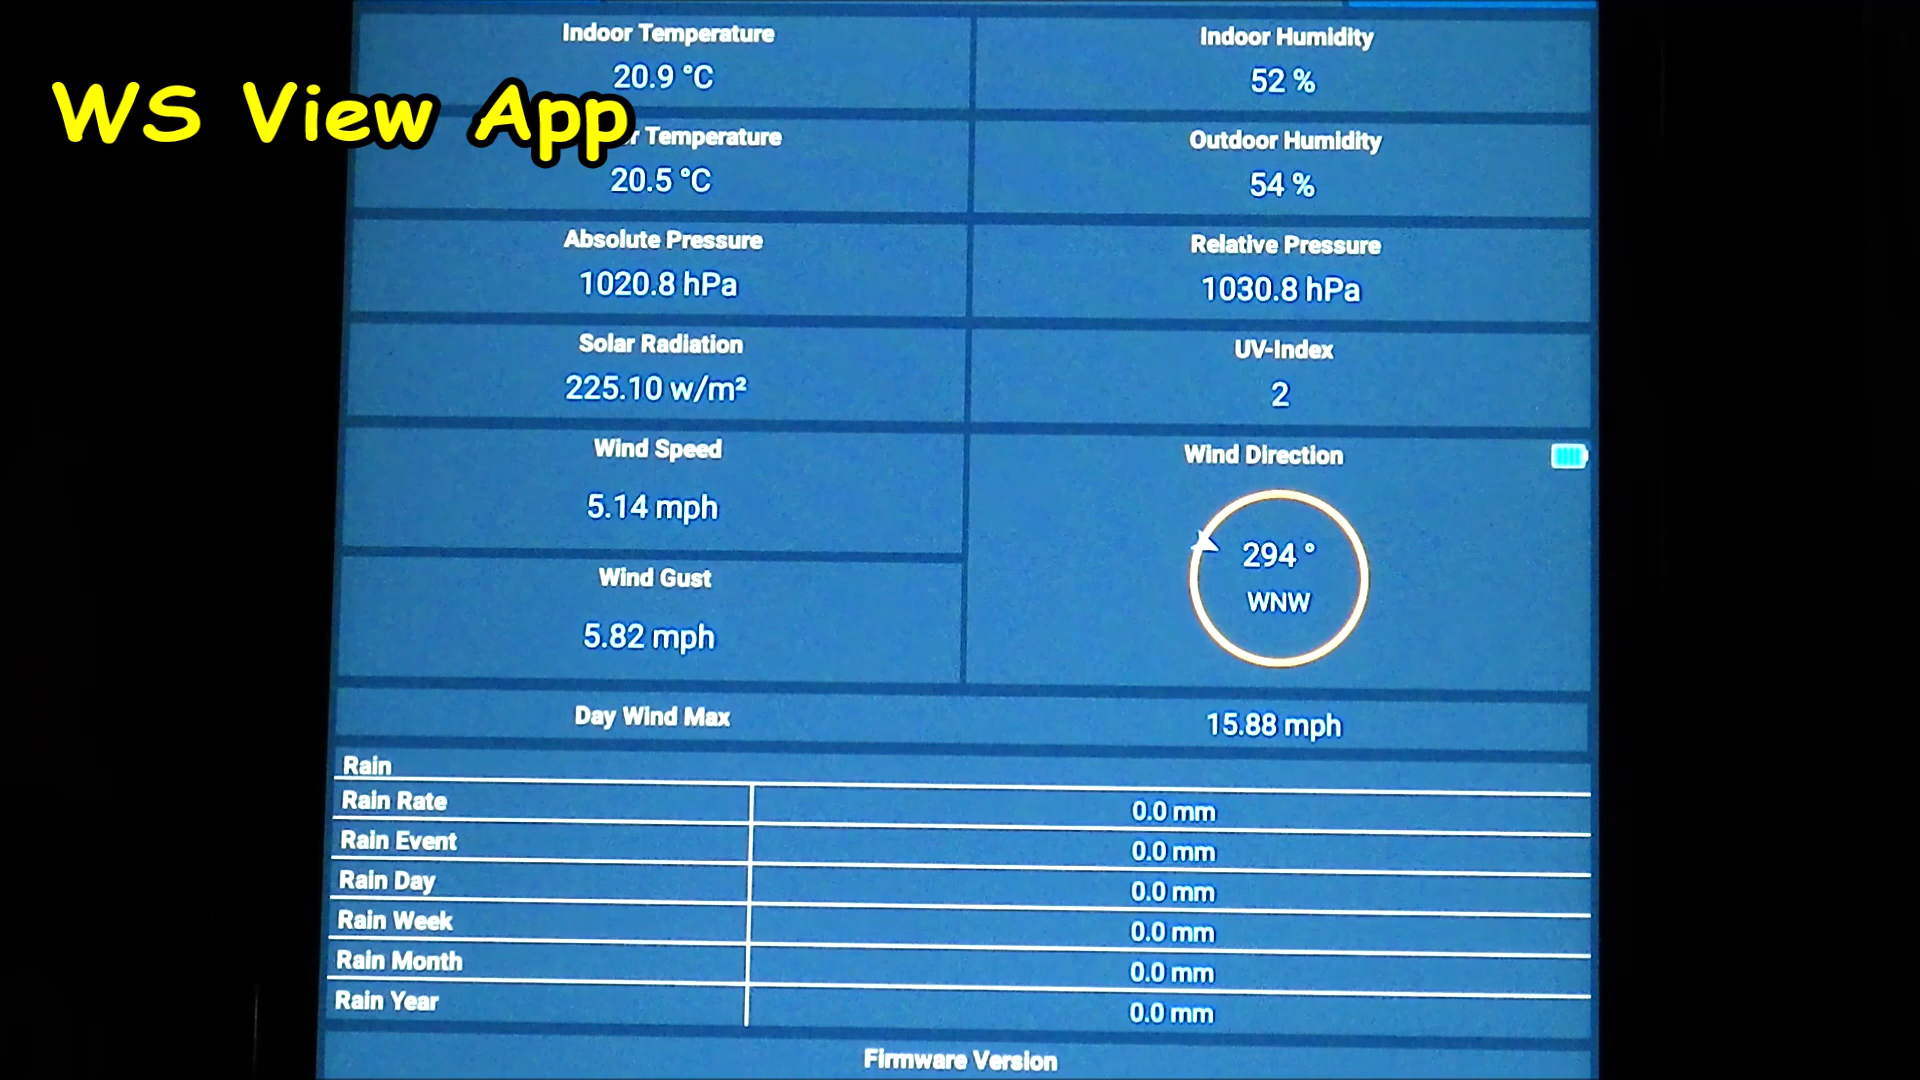 Indoor Temperature
Indoor Humidity
20.9 °C
52 %
WS View App
r Temperature
Outdoor Humidity
20.5 °C
54 %
Absolute Pressure
Relative Pressure
1020.8 hPa
1030.8 hPa
Solar Radiation
UV-Index
225.10 w/m²
2
Wind Speed
Wind Direction
5.14 mph
294 °
WNW
Wind Gust
5.82 mph
Day Wind Max
15.88 mph
Rain
Rain Rate
0.0 mm
Rain Event
0.0 mm
Rain Day
0.0 mm
Rain Week
0.0 mm
Rain Month
0.0 mm
Rain Year
0.0 mm
Firmware Version